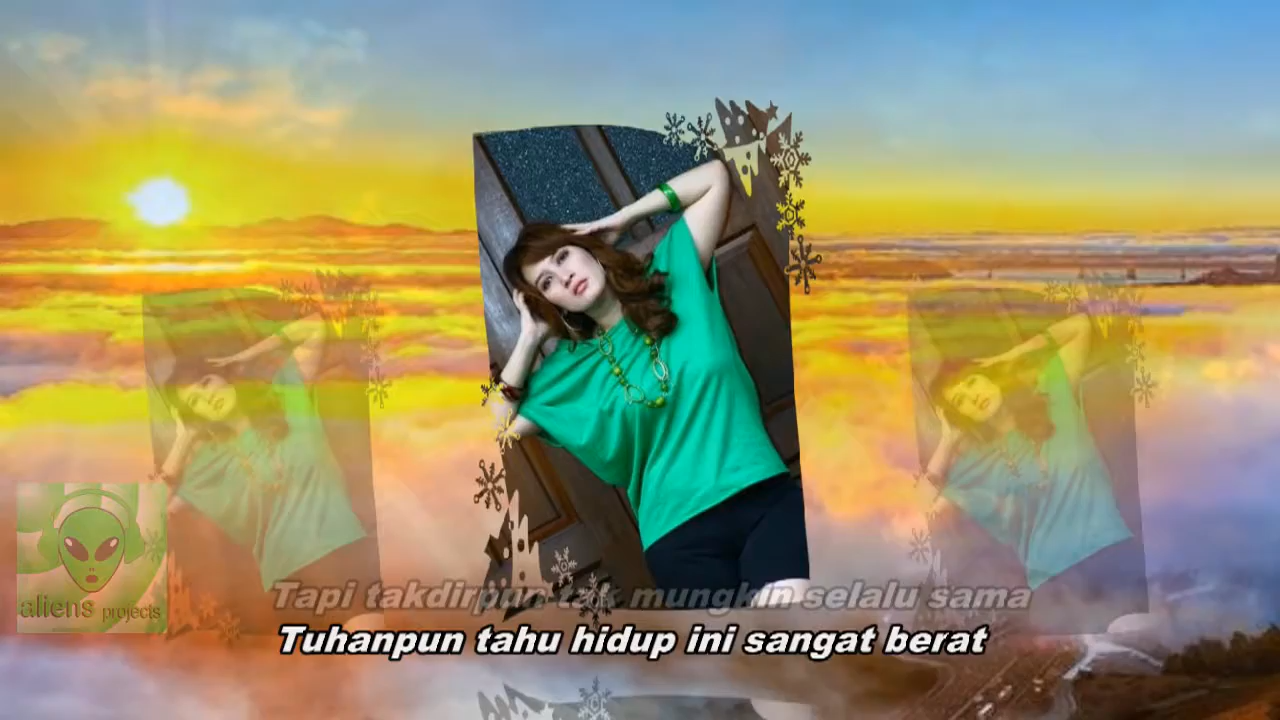 aliens projects
Tapi takdirpun tak mungkin selalu sama
Tuhanpun tahu hidup ini sangat berat